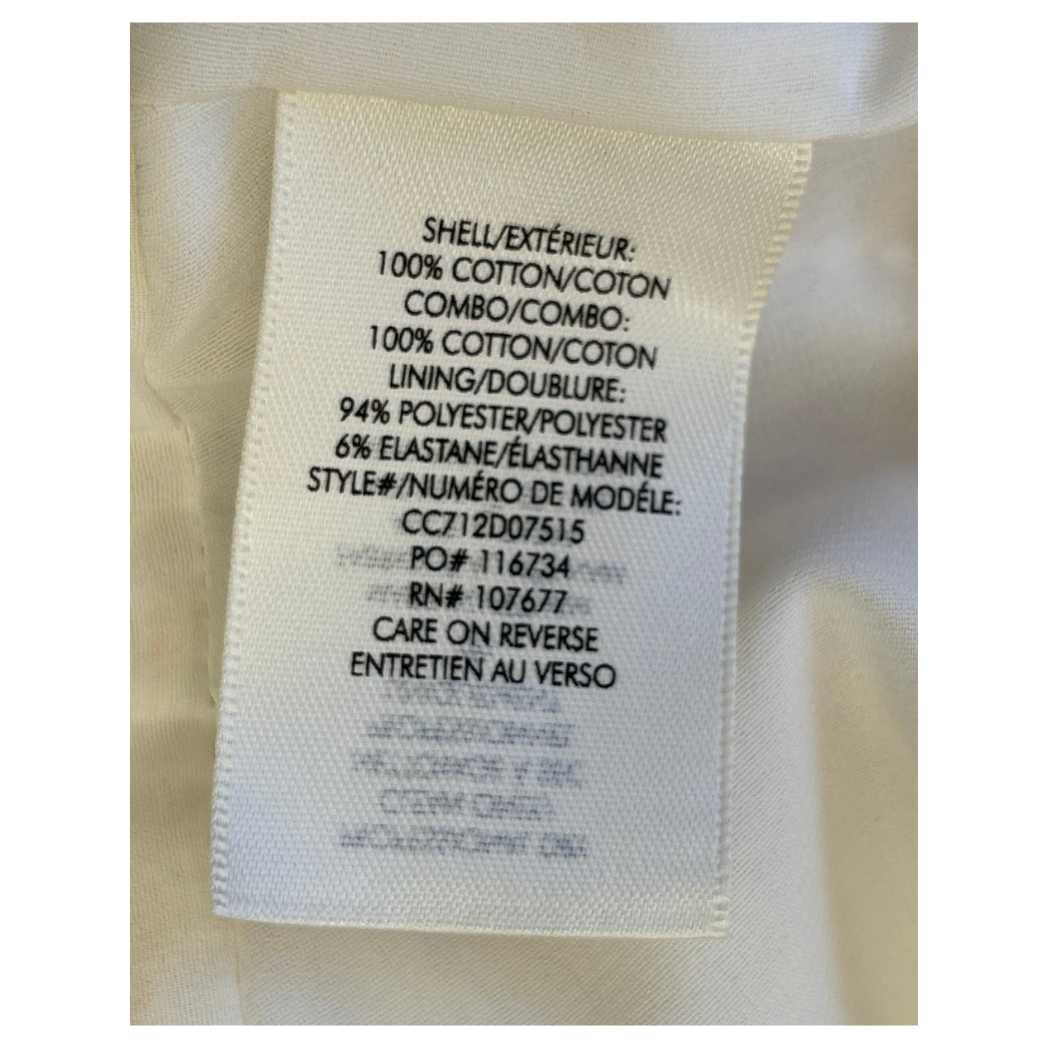 SHELL/EXTÉRIEUR:
100% COTTON/COTON
COMBO/COMBO:
100% COTTON/COTON
LINING/DOUBLURE:
94% POLYESTER/POLYESTER
6% ELASTANE/ÉLASTHANNE
STYLE#/NUMÉRO DE MODÉLE:
CC712D07515
PO# 116734
RN# 107677
CARE ON REVERSE
ENTRETIEN AU VERSO